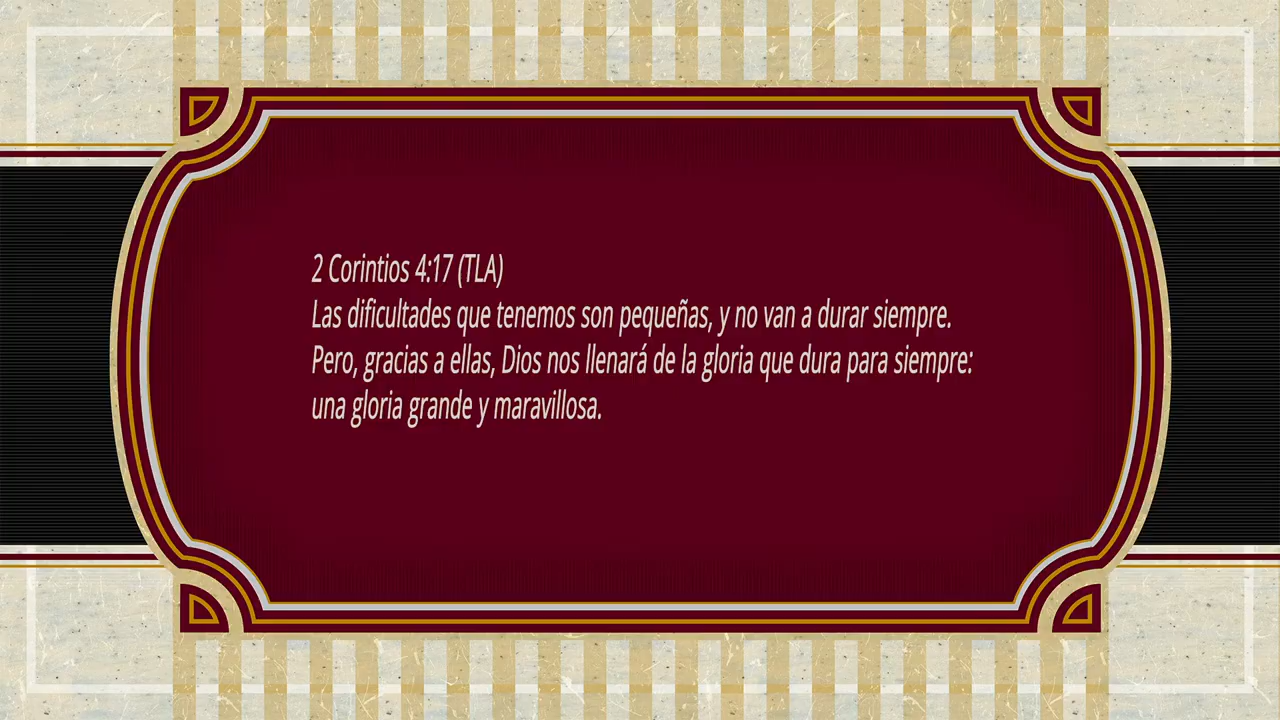 2 Corintios 4:17 (TLA)
Las dificultades que tenemos son pequeñas, y no van a durar siempre.
Pero, gracias a ellas, Dios nos llenará de la gloria que dura para siempre:
una gloria grande y maravillosa.